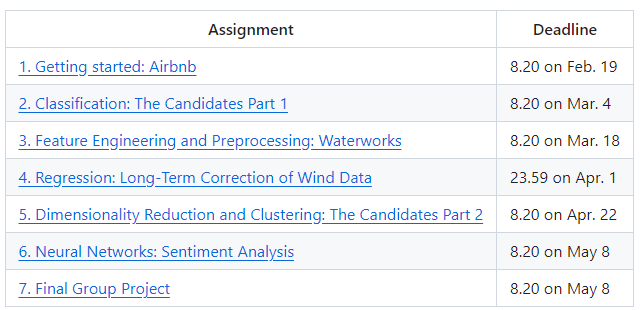 Assignment Deadline
1. Getting started: Airbnb 8.20 on Feb. 19
2. Classification: The Candidates Part 1 8.20 on Mar. 4
3. Feature Engineering and Preprocessing: Waterworks 8.20 on Mar. 18
4. Regression: Long-Term Correction of Wind Data 23.59 on Apr. 1
5. Dimensionality Reduction and Clustering: The Candidates Part 2 8.20 on Apr. 22
6. Neural Networks: Sentiment Analysis 8.20 on May 8
7. Final Group Project 8.20 on May 8